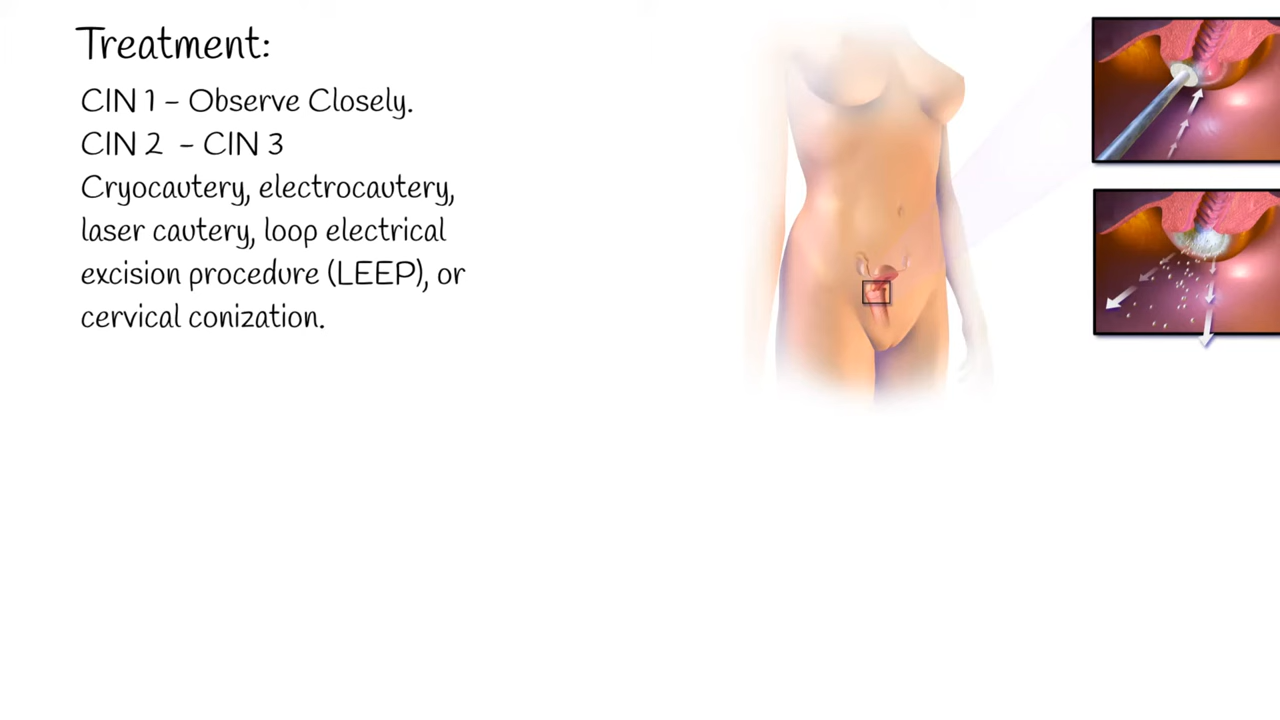 Treatment:
CIN 1 – Observe Closely.
CIN 2 – CIN 3
Cryocautery, electrocautery,
laser cautery, loop electrical
excision procedure (LEEP), or
cervical conization.